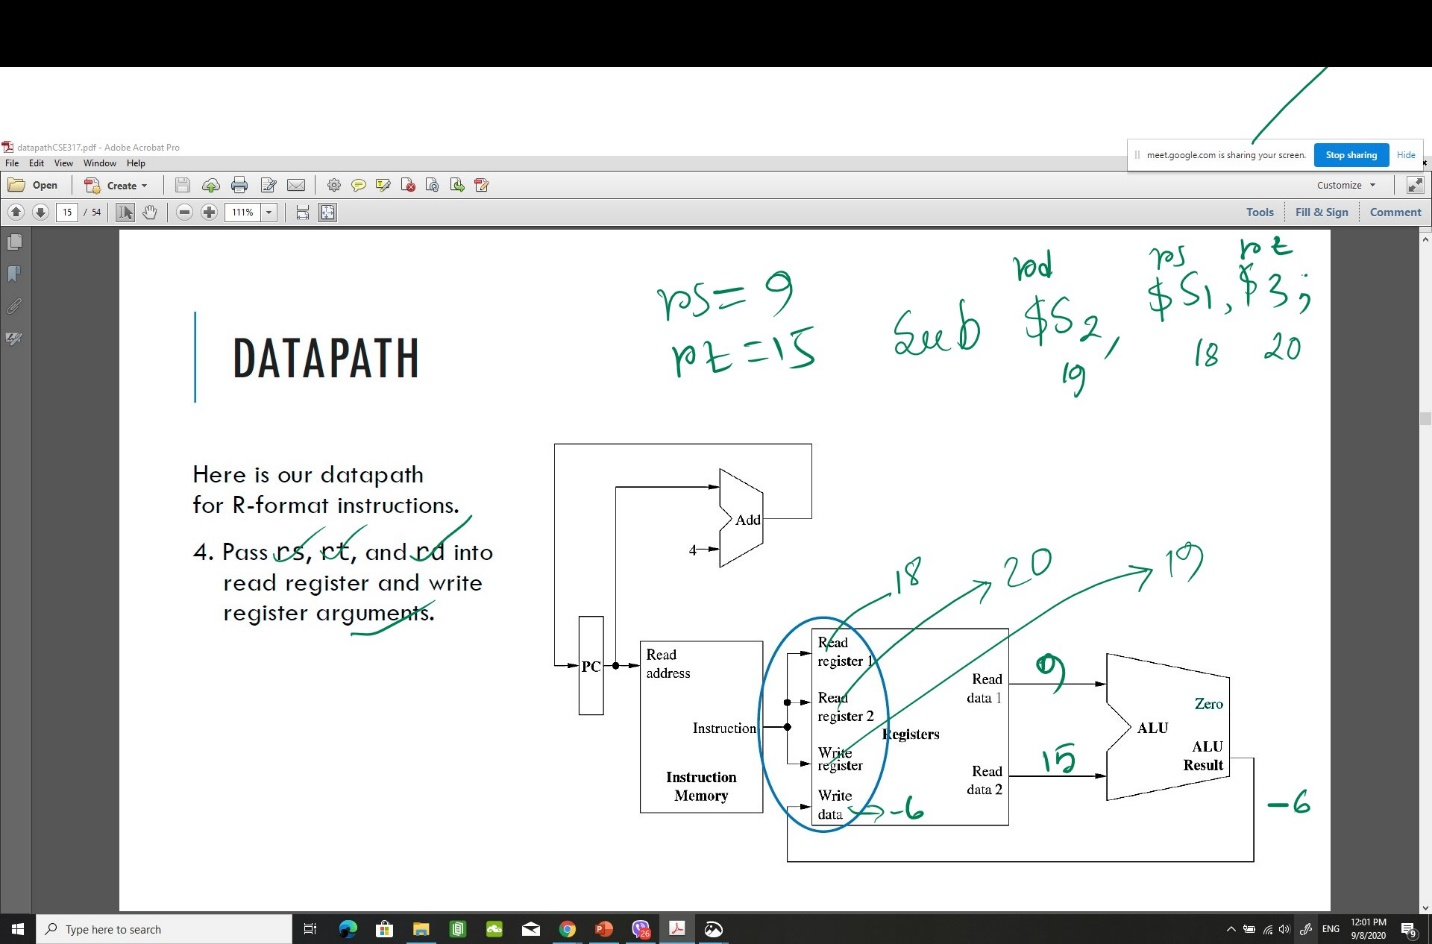 datapathCSE317.pdf - Adobe Acrobat Pro
meet.google.com is sharing your screen.
Stop sharing
Hide
File Edit View Window Help
Open
Create
Customize
15 / 54
111%
Tools
Fill & Sign
Comment
rs = 9
rt = 15
rd rs rt
Sub $S2, $S1, $3;
19 18 20
DATAPATH
Here is our datapath
for R-format instructions.
4. Pass rs, rt, and rd into
read register and write
register arguments.
Add
4
18
20
19
PC
Read
address
Instruction
Instruction
Memory
Read
register 1
Read
register 2
Write
register
Write
data
-6
Registers
Read
data 1
Read
data 2
9
15
Zero
ALU
ALU
Result
-6
Type here to search
26
ENG
12:01 PM
9/8/2020
9